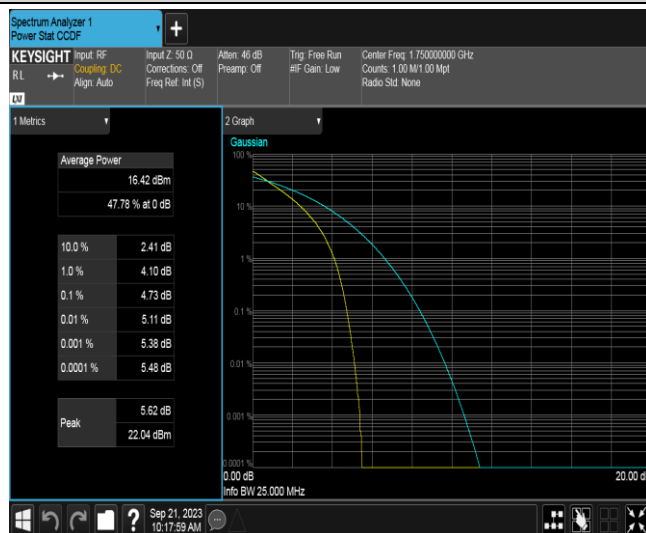 Spectrum Analyzer 1
Power Stat CCDF
KEYSIGHT
RL
LXI
Input: RF
Coupling: DC
Align: Auto
Input Z: 50 Ω
Corrections: Off
Freq Ref: Int (S)
Atten: 46 dB
Preamp: Off
Trig: Free Run
#IF Gain: Low
Center Freq: 1.750000000 GHz
Counts: 1.00 M/1.00 Mpt
Radio Std: None
1 Metrics
Average Power
16.42 dBm
47.78 % at 0 dB
10.0 % 2.41 dB
1.0 % 4.10 dB
0.1 % 4.73 dB
0.01 % 5.11 dB
0.001 % 5.38 dB
0.0001 % 5.48 dB
Peak
5.62 dB
22.04 dBm
2 Graph
Gaussian
100 %
10 %
1 %
0.1 %
0.01 %
0.001 %
0.0001 %
0.00 dB
20.00 d
Info BW 25.000 MHz
?
Sep 21, 2023
10:17:59 AM